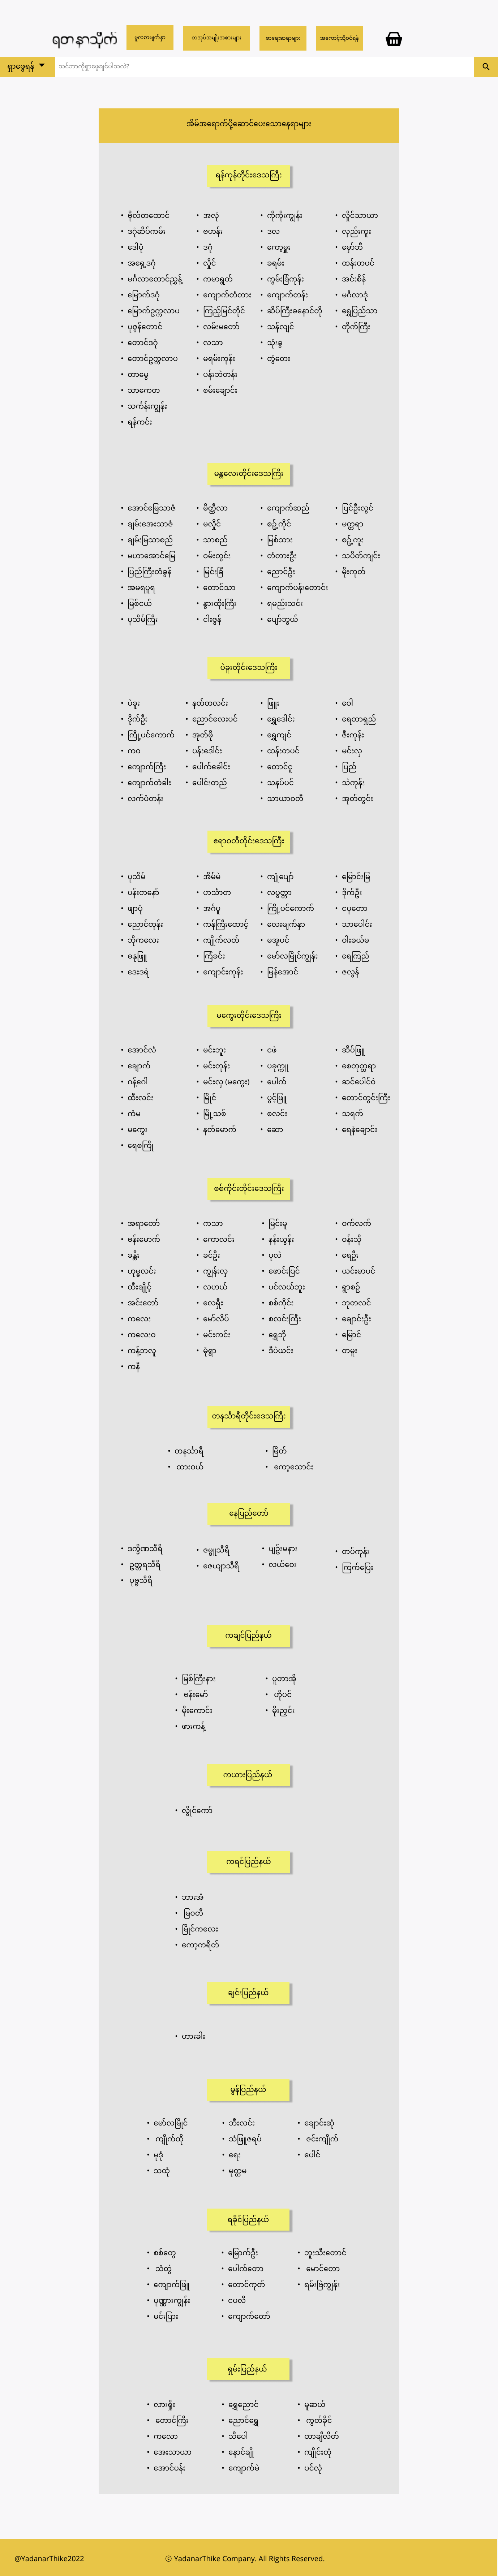 ရတနာသိုက်
မူလစာမျက်နှာ
စာအုပ်အမျိုးအစားများ
စာရေးဆရာများ
အကောင့်သို့ဝင်ရန်
ရှာဖွေရန်
သင်ဘာကိုရှာဖွေချင်ပါသလဲ?
အိမ်အရောက်ပို့ဆောင်ပေးသောနေရာများ
ရန်ကုန်တိုင်းဒေသကြီး
• ဗိုလ်တထောင်
• ဒဂုံဆိပ်ကမ်း
• ဒေါပုံ
• အရှေ့ဒဂုံ
• မင်္ဂလာတောင်ညွန့်
• မြောက်ဒဂုံ
• မြောက်ဥက္ကလာပ
• ပုဇွန်တောင်
• တောင်ဒဂုံ
• တောင်ဥက္ကလာပ
• တာမွေ
• သာကေတ
• သင်္ကန်းကျွန်း
• ရန်ကင်း
• အလုံ
• ဗဟန်း
• ဒဂုံ
• လှိုင်
• ကမာရွတ်
• ကျောက်တံတား
• ကြည့်မြင်တိုင်
• လမ်းမတော်
• လသာ
• မရမ်းကုန်း
• ပန်းဘဲတန်း
• စမ်းချောင်း
• ကိုကိုးကျွန်း
• ဒလ
• ကော့မှူး
• ခရမ်း
• ကွမ်းခြံကုန်း
• ကျောက်တန်း
• ဆိပ်ကြီးခနောင်တို
• သန်လျင်
• သုံးခွ
• တွံတေး
• လှိုင်သာယာ
• လှည်းကူး
• မှော်ဘီ
• ထန်းတပင်
• အင်းစိန်
• မင်္ဂလာဒုံ
• ရွှေပြည်သာ
• တိုက်ကြီး
မန္တလေးတိုင်းဒေသကြီး
• အောင်မြေသာဇံ
• ချမ်းအေးသာဇံ
• ချမ်းမြသာစည်
• မဟာအောင်မြေ
• ပြည်ကြီးတံခွန်
• အမရပူရ
• မြစ်ငယ်
• ပုသိမ်ကြီး
• မိတ္ထီလာ
• မလှိုင်
• သာစည်
• ဝမ်းတွင်း
• မြင်းခြံ
• တောင်သာ
• နွားထိုးကြီး
• ငါးဇွန်
• ကျောက်ဆည်
• စဥ့်ကိုင်
• မြစ်သား
• တံတားဦး
• ညောင်ဦး
• ကျောက်ပန်းတောင်း
• ရမည်းသင်း
• ပျော်ဘွယ်
• ပြင်ဦးလွင်
• မတ္တရာ
• စဥ့်ကူး
• သပိတ်ကျင်း
• မိုးကုတ်
ပဲခူးတိုင်းဒေသကြီး
• ပဲခူး
• ဒိုက်ဦး
• ကြို့ပင်ကောက်
• ကဝ
• ကျောက်ကြီး
• ကျောက်တံခါး
• လက်ပံတန်း
• နတ်တလင်း
• ညောင်လေးပင်
• အုတ်ဖို
• ပန်းဒေါင်း
• ပေါက်ခေါင်း
• ပေါင်းတည်
• ဖြူး
• ရွှေဒေါင်း
• ရွှေကျင်
• ထန်းတပင်
• တောင်ငူ
• သနပ်ပင်
• သာယာဝတီ
• ဝေါ
• ရေတာရှည်
• ဇီးကုန်း
• မင်းလှ
• ပြည်
• သဲကုန်း
• အုတ်တွင်း
ဧရာဝတီတိုင်းဒေသကြီး
• ပုသိမ်
• ပန်းတနော်
• ဖျာပုံ
• ညောင်တုန်း
• ဘိုကလေး
• ဓနုဖြူ
• ဒေးဒရဲ
• အိမ်မဲ
• ဟင်္သာတ
• အင်္ဂပူ
• ကန်ကြီးထောင့်
• ကျိုက်လတ်
• ကြံခင်း
• ကျောင်းကုန်း
• ကျုံပျော်
• လပွတ္တာ
• ကြို့ပင်ကောက်
• လေးမျက်နှာ
• မအူပင်
• မော်လမြိုင်ကျွန်း
• မြန်အောင်
• မြောင်းမြ
• ဒိုက်ဦး
• ငပုတော
• သာပေါင်း
• ဝါးခယ်မ
• ရေကြည်
• ဇလွန်
မကွေးတိုင်းဒေသကြီး
• အောင်လံ
• ချောက်
• ဂန့်ဂေါ
• ထီးလင်း
• ကံမ
• မကွေး
• ရေစကြို
• မင်းဘူး
• မင်းတုန်း
• မင်းလှ (မကွေး)
• မြိုင်
• မြို့သစ်
• နတ်မောက်
• ငဖဲ
• ပခုက္ကူ
• ပေါက်
• ပွင့်ဖြူ
• စလင်း
• ဆော
• ဆိပ်ဖြူ
• စေတုတ္တရာ
• ဆင်ပေါင်ဝဲ
• တောင်တွင်းကြီး
• သရက်
• ရေနံချောင်း
စစ်ကိုင်းတိုင်းဒေသကြီး
• အရာတော်
• ဗန်းမောက်
• ခန္တီး
• ဟုမ္မလင်း
• ထီးချိုင့်
• အင်းတော်
• ကလေး
• ကလေးဝ
• ကန့်ဘလူ
• ကနီ
• ကသာ
• ကောလင်း
• ခင်ဦး
• ကျွန်းလှ
• လဟယ်
• လေရှီး
• မော်လိပ်
• မင်းကင်း
• မုံရွာ
• မြင်းမူ
• နန်းယွန်း
• ပုလဲ
• ဖောင်းပြင်
• ပင်လယ်ဘူး
• စစ်ကိုင်း
• စလင်းကြီး
• ရွှေဘို
• ဒီပဲယင်း
• ဝက်လက်
• ဝန်းသို
• ရေဦး
• ယင်းမာပင်
• ရွာစဥ်
• ဘုတလင်
• ချောင်းဦး
• မြောင်
• တမူး
တနင်္သာရီတိုင်းဒေသကြီး
• တနင်္သာရီ
• ထားဝယ်
• မြိတ်
• ကော့သောင်း
နေပြည်တော်
• ဒက္ခိဏသီရိ
• ဥတ္တရသီရိ
• ပုဗ္ဗသီရိ
• ဇမ္ဗူသီရိ
• ဇေယျာသီရိ
• ပျဥ်းမနား
• လယ်ဝေး
• တပ်ကုန်း
• ကြက်ပြေး
ကချင်ပြည်နယ်
• မြစ်ကြီးနား
• ဗန်းမော်
• မိုးကောင်း
• ဖားကန့်
• ပူတာအို
• ဟိုပင်
• မိုးညှင်း
ကယားပြည်နယ်
• လွိုင်ကော်
ကရင်ပြည်နယ်
• ဘားအံ
• မြဝတီ
• မြိုင်ကလေး
• ကော့ကရိတ်
ချင်းပြည်နယ်
• ဟားခါး
မွန်ပြည်နယ်
• မော်လမြိုင်
• ကျိုက်ထို
• မုဒုံ
• သထုံ
• ဘီးလင်း
• သံဖြူဇရပ်
• ရေး
• မုတ္တမ
• ချောင်းဆုံ
• ဇင်းကျိုက်
• ပေါင်
ရခိုင်ပြည်နယ်
• စစ်တွေ
• သံတွဲ
• ကျောက်ဖြူ
• ပုဏ္ဏားကျွန်း
• မင်းပြား
• မြောက်ဦး
• ပေါက်တော
• တောင်ကုတ်
• ငပလီ
• ကျောက်တော်
• ဘူးသီးတောင်
• မောင်တော
• ရမ်းဗြဲကျွန်း
ရှမ်းပြည်နယ်
• လားရှိုး
• တောင်ကြီး
• ကလော
• အေးသာယာ
• အောင်ပန်း
• ရွှေညောင်
• ညောင်ရွှေ
• သီပေါ
• နောင်ချို
• ကျောက်မဲ
• မူဆယ်
• ကွတ်ခိုင်
• တာချီလိတ်
• ကျိုင်းတုံ
• ပင်လုံ
@YadanarThike2022
© YadanarThike Company. All Rights Reserved.